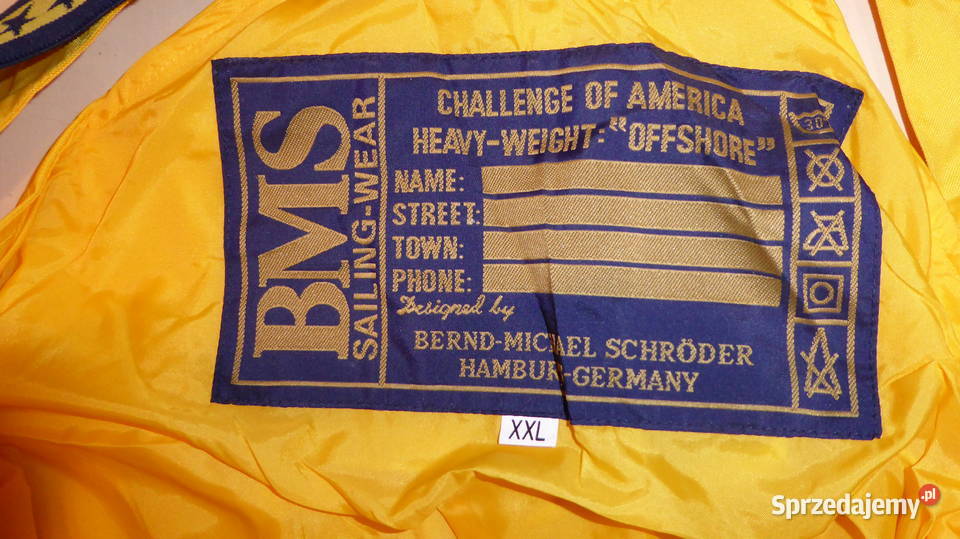 BMS
SAILING-WEAR
CHALLENGE OF AMERICA
HEAVY-WEIGHT: "OFFSHORE"
NAME:
STREET:
TOWN:
PHONE:
Designed by
BERND-MICHAEL SCHRÖDER
HAMBURG-GERMANY
30
XXL
Sprzedajemy.pl